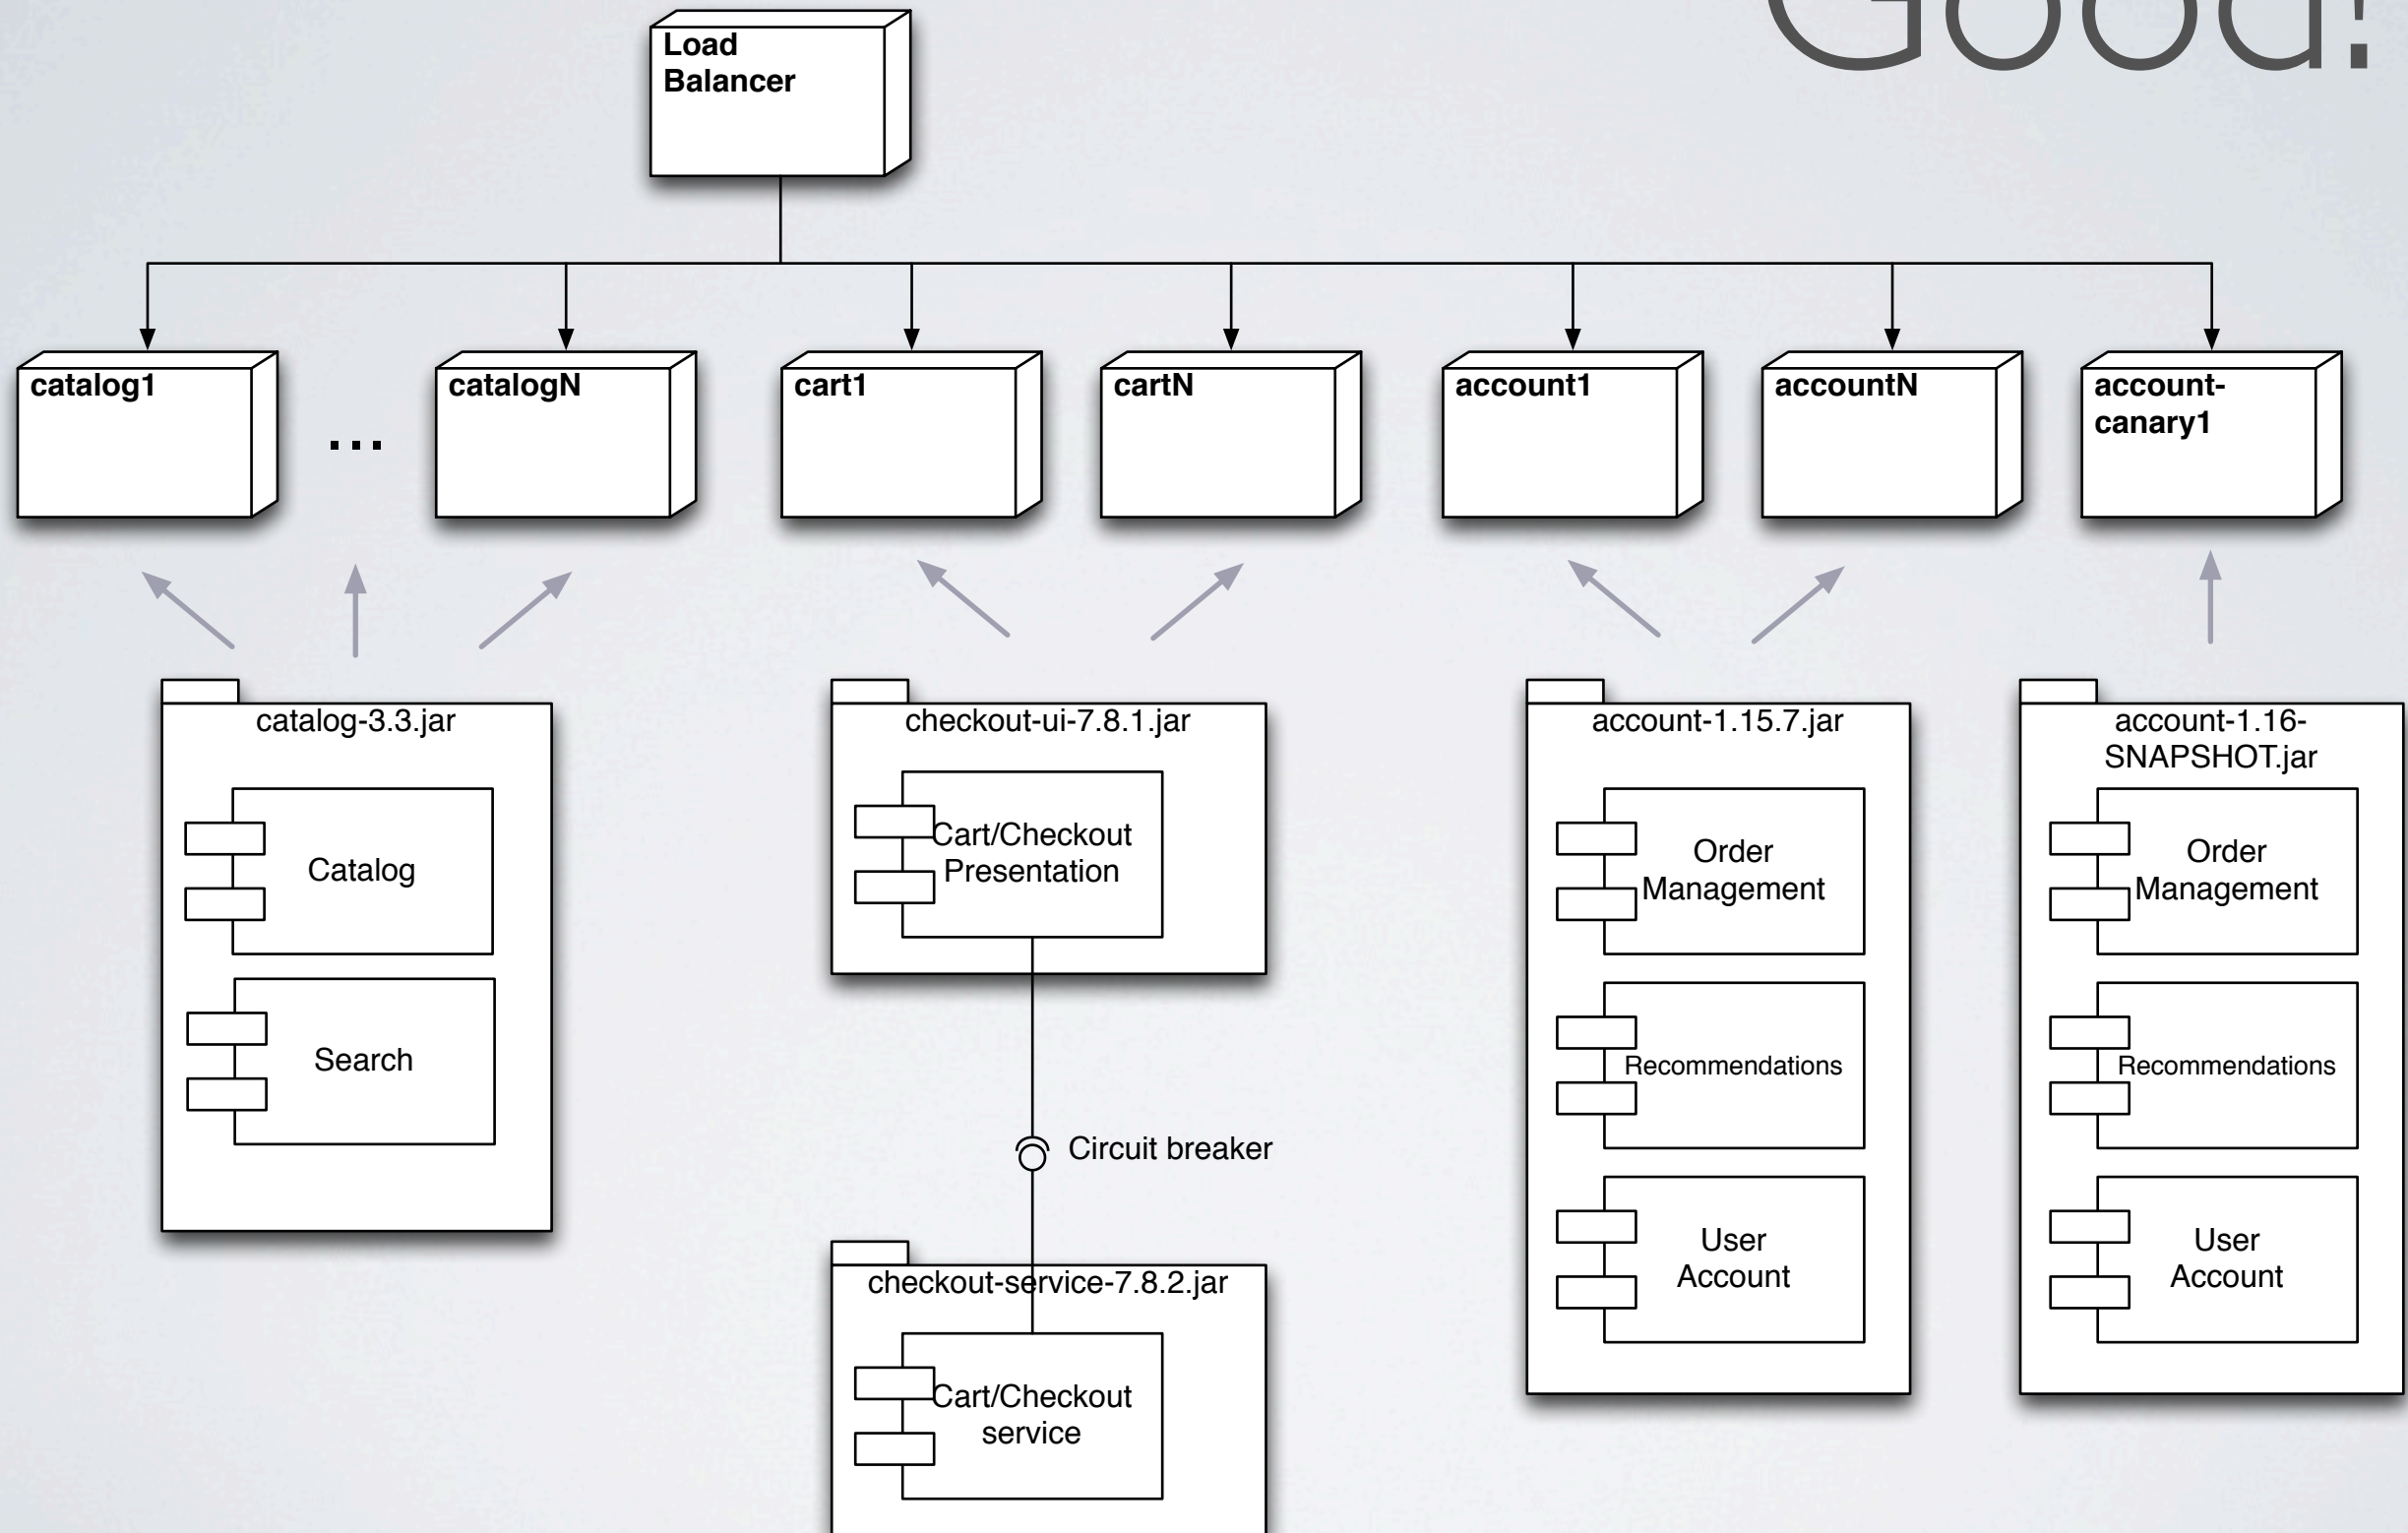 Good!
Load
Balancer
catalog1
...
catalogN
cart1
cartN
account1
accountN
account-
canary1
catalog-3.3.jar
Catalog
Search
checkout-ui-7.8.1.jar
Cart/Checkout
Presentation
Circuit breaker
checkout-service-7.8.2.jar
Cart/Checkout
service
account-1.15.7.jar
Order
Management
Recommendations
User
Account
account-1.16-
SNAPSHOT.jar
Order
Management
Recommendations
User
Account